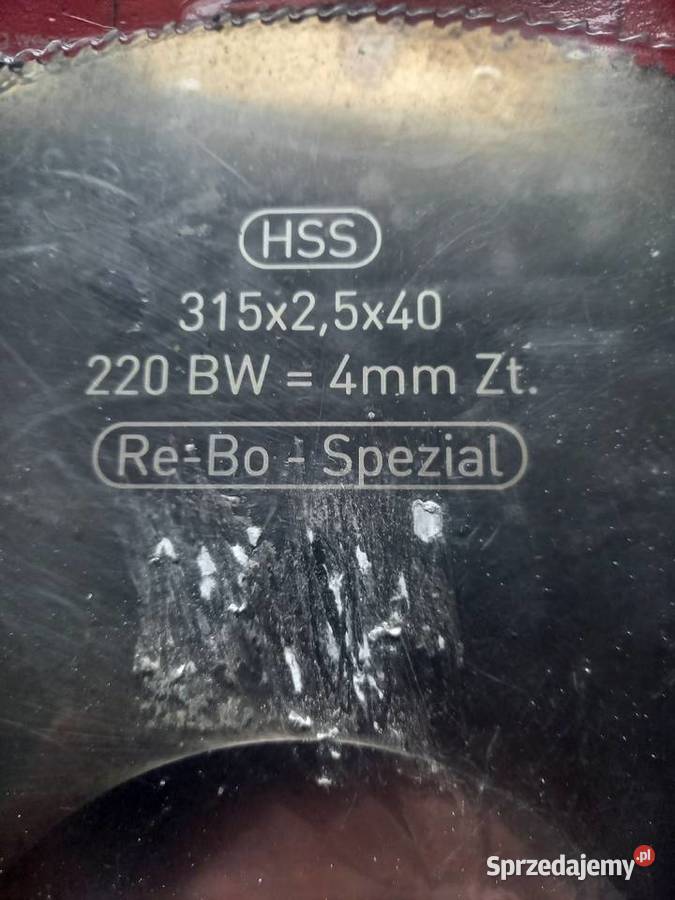 HSS
315x2,5x40
220 BW = 4mm Zt.
Re-Bo - Spezial
Sprzedajemy.pl